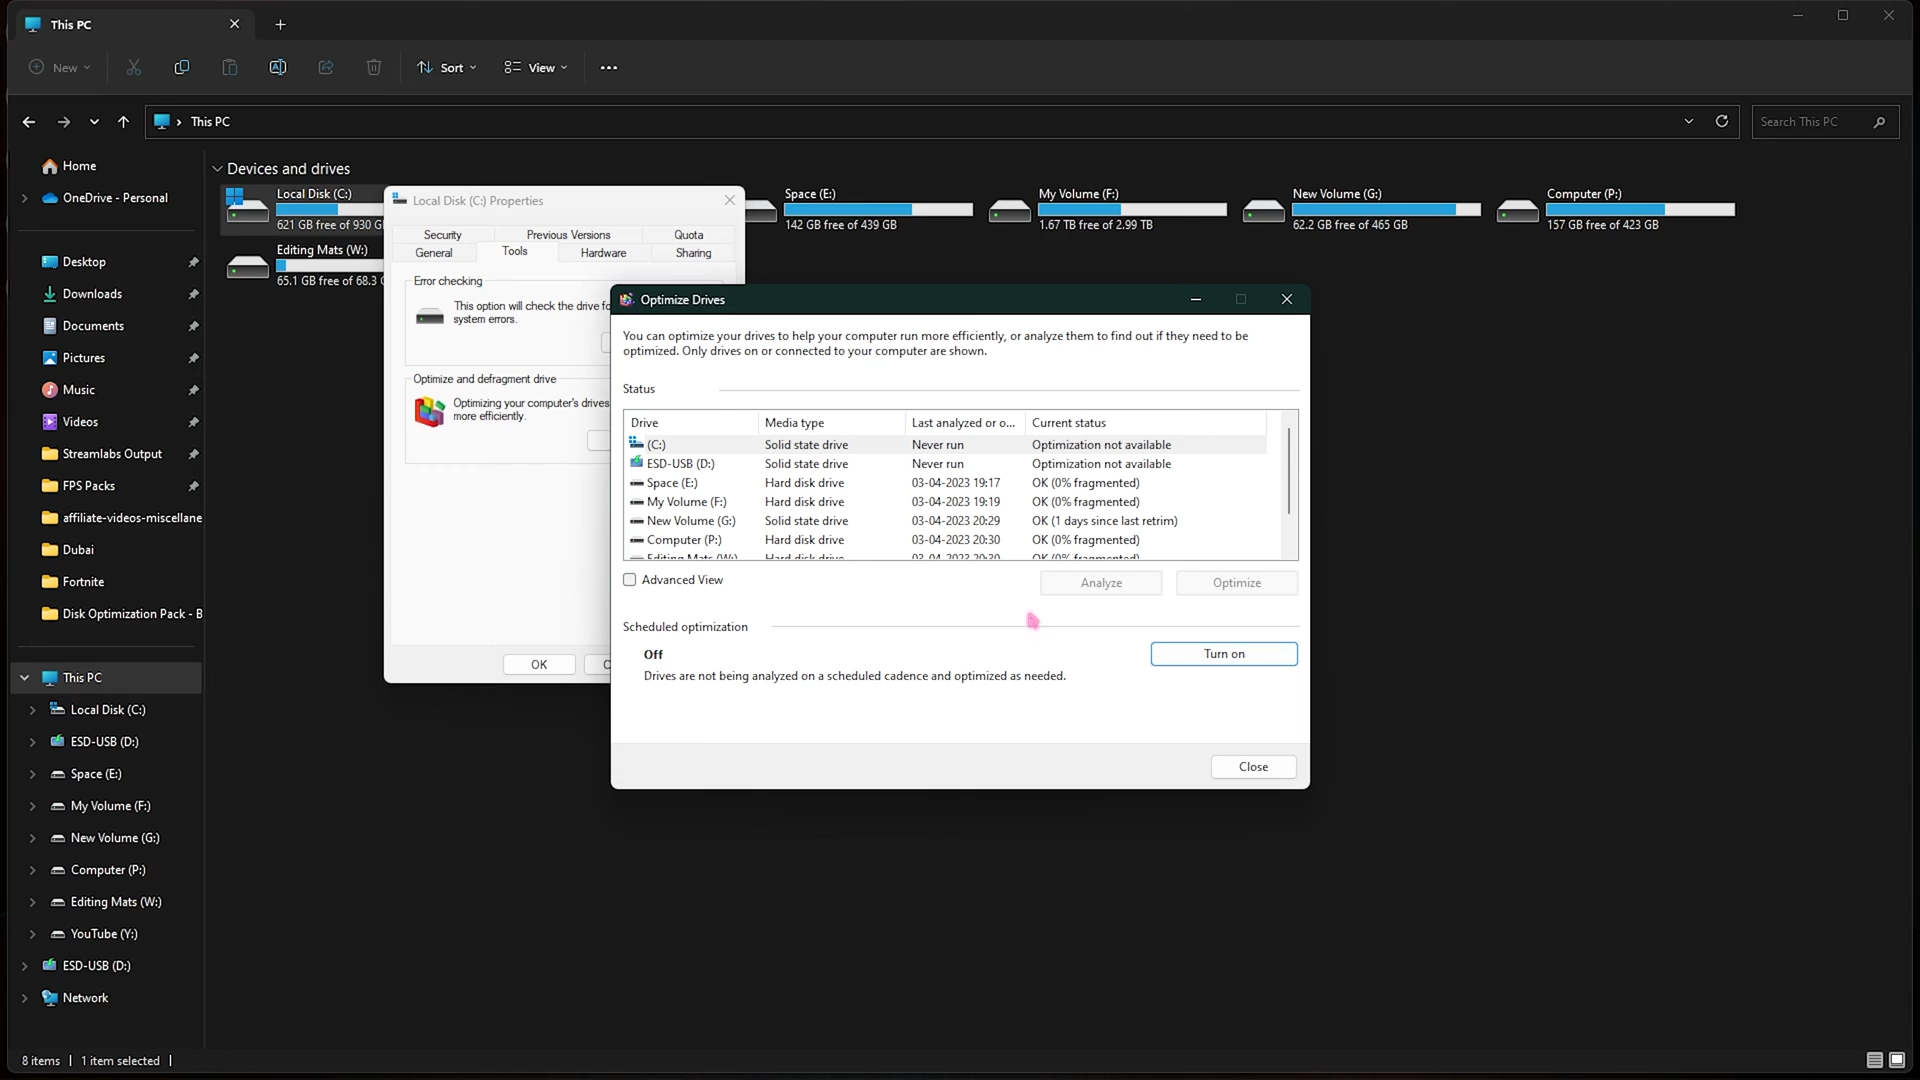 This PC
New
Sort
View
This PC
Search This PC
Home
OneDrive - Personal
Desktop
Downloads
Documents
Pictures
Music
Videos
Streamlabs Output
FPS Packs
affiliate-videos-miscellane
Dubai
Fortnite
Disk Optimization Pack - B
This PC
Local Disk (C:)
ESD-USB (D:)
Space (E:)
My Volume (F:)
New Volume (G:)
Computer (P:)
Editing Mats (W:)
YouTube (Y:)
ESD-USB (D:)
Network
Devices and drives
Local Disk (C:)
621 GB free of 930 G
Editing Mats (W:)
65.1 GB free of 68.3
Space (E:)
142 GB free of 439 GB
My Volume (F:)
1.67 TB free of 2.99 TB
New Volume (G:)
62.2 GB free of 465 GB
Computer (P:)
157 GB free of 423 GB
Local Disk (C:) Properties
Security Previous Versions Quota
General Tools Hardware Sharing
Error checking
This option will check the drive fo
system errors.
Optimize and defragment drive
Optimizing your computer's drives
more efficiently.
OK
Optimize Drives
You can optimize your drives to help your computer run more efficiently, or analyze them to find out if they need to be
optimized. Only drives on or connected to your computer are shown.
Status
Drive Media type Last analyzed or o... Current status
(C:) Solid state drive Never run Optimization not available
ESD-USB (D:) Solid state drive Never run Optimization not available
Space (E:) Hard disk drive 03-04-2023 19:17 OK (0% fragmented)
My Volume (F:) Hard disk drive 03-04-2023 19:19 OK (0% fragmented)
New Volume (G:) Solid state drive 03-04-2023 20:29 OK (1 days since last retrim)
Computer (P:) Hard disk drive 03-04-2023 20:30 OK (0% fragmented)
Editing Mats (W:) Hard disk drive 03-04-2023 20:30 OK (0% fragmented)
Advanced View
Analyze
Optimize
Scheduled optimization
Off
Turn on
Drives are not being analyzed on a scheduled cadence and optimized as needed.
Close
8 items
1 item selected